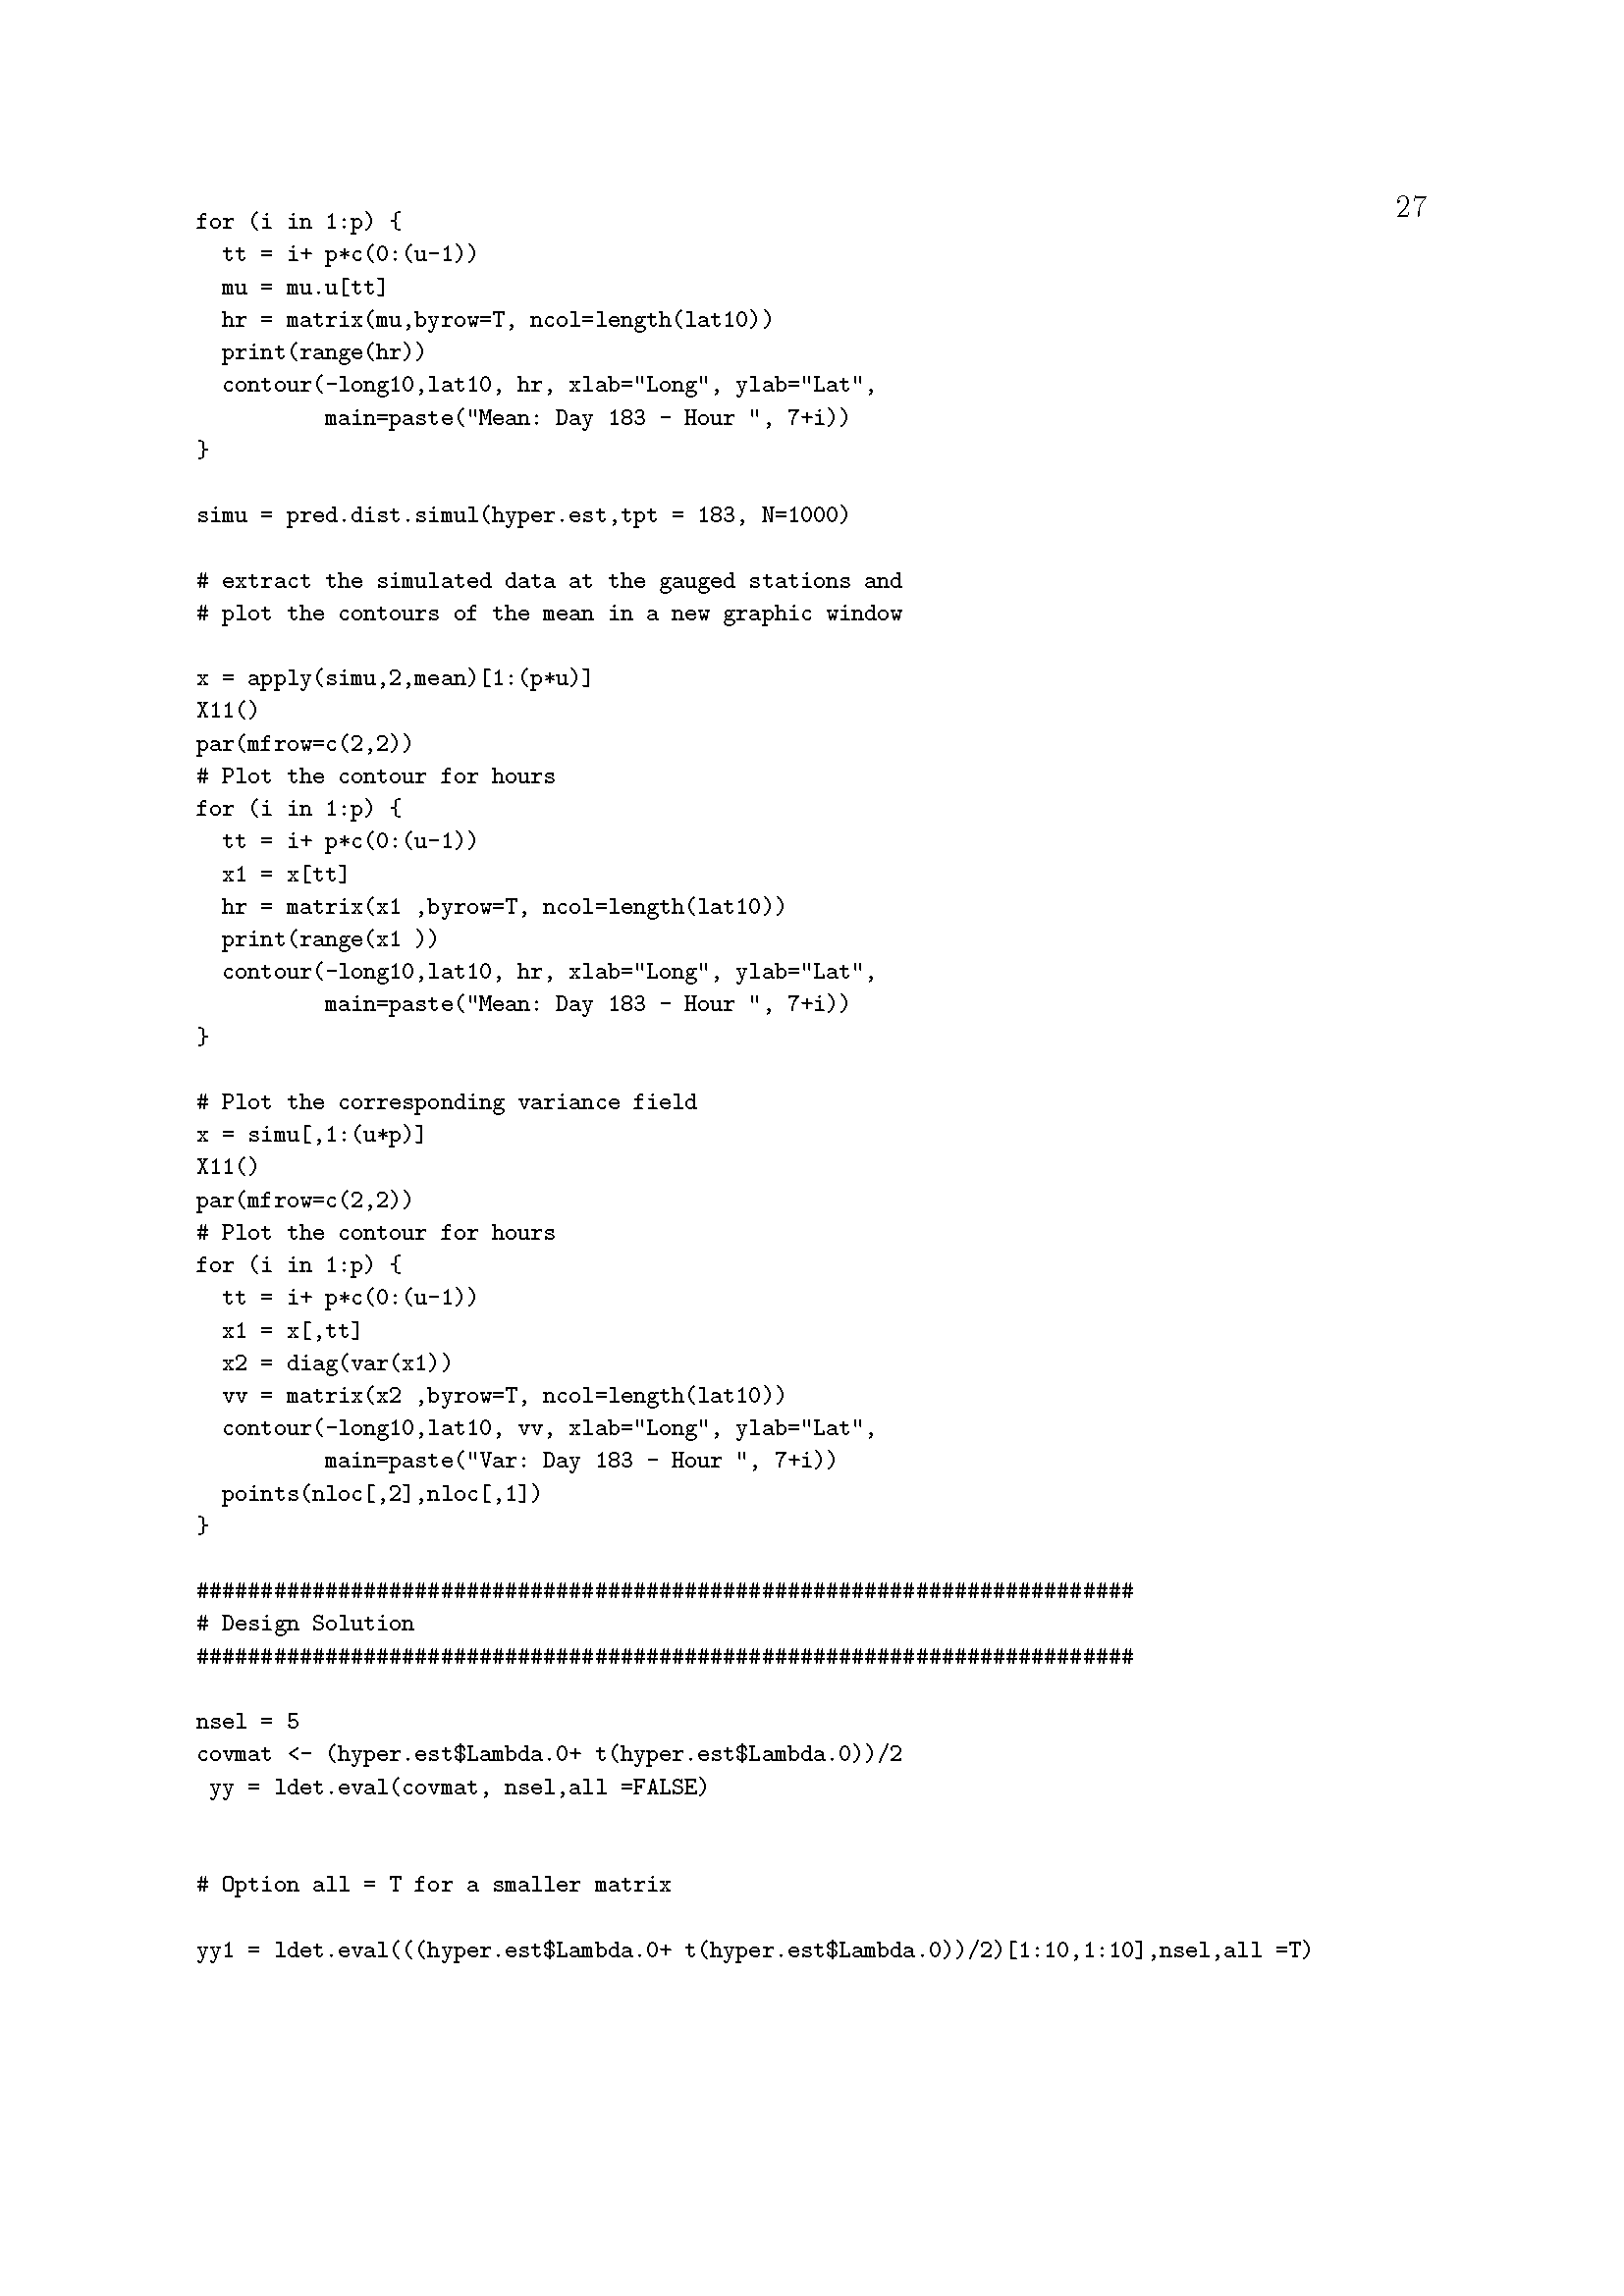 27
for (i in 1:p) {
  tt = i+ p*c(0:(u-1))
  mu = mu.u[tt]
  hr = matrix(mu,byrow=T, ncol=length(lat10))
  print(range(hr))
  contour(-long10,lat10, hr, xlab="Long", ylab="Lat",
          main=paste("Mean: Day 183 - Hour ", 7+i))
}

simu = pred.dist.simul(hyper.est,tpt = 183, N=1000)

# extract the simulated data at the gauged stations and
# plot the contours of the mean in a new graphic window

x = apply(simu,2,mean)[1:(p*u)]
X11()
par(mfrow=c(2,2))
# Plot the contour for hours
for (i in 1:p) {
  tt = i+ p*c(0:(u-1))
  x1 = x[tt]
  hr = matrix(x1 ,byrow=T, ncol=length(lat10))
  print(range(x1 ))
  contour(-long10,lat10, hr, xlab="Long", ylab="Lat",
          main=paste("Mean: Day 183 - Hour ", 7+i))
}

# Plot the corresponding variance field
x = simu[,1:(u*p)]
X11()
par(mfrow=c(2,2))
# Plot the contour for hours
for (i in 1:p) {
  tt = i+ p*c(0:(u-1))
  x1 = x[,tt]
  x2 = diag(var(x1))
  vv = matrix(x2 ,byrow=T, ncol=length(lat10))
  contour(-long10,lat10, vv, xlab="Long", ylab="Lat",
          main=paste("Var: Day 183 - Hour ", 7+i))
  points(nloc[,2],nloc[,1])
}

#########################################################################
# Design Solution
#########################################################################

nsel = 5
covmat <- (hyper.est$Lambda.0+ t(hyper.est$Lambda.0))/2
 yy = ldet.eval(covmat, nsel,all =FALSE)

# Option all = T for a smaller matrix

yy1 = ldet.eval(((hyper.est$Lambda.0+ t(hyper.est$Lambda.0))/2)[1:10,1:10],nsel,all =T)